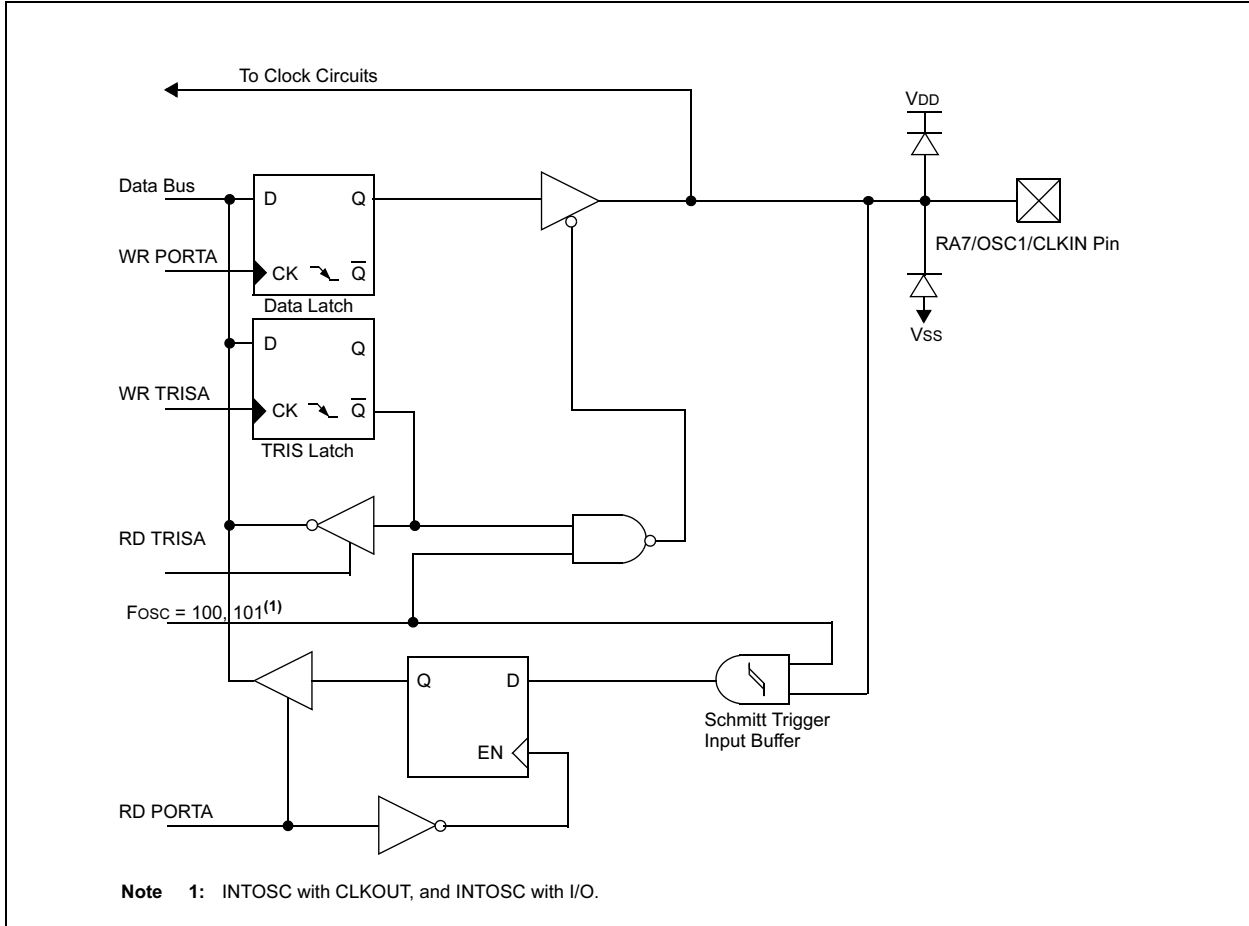 To Clock Circuits
VDD
Data Bus
D Q
WR PORTA
CK Q
Data Latch
RA7/OSC1/CLKIN Pin
D Q
VSS
WR TRISA
CK Q
TRIS Latch
RD TRISA
FOSC = 100, 101(1)
Q D
Schmitt Trigger
Input Buffer
EN
RD PORTA
Note 1: INTOSC with CLKOUT, and INTOSC with I/O.